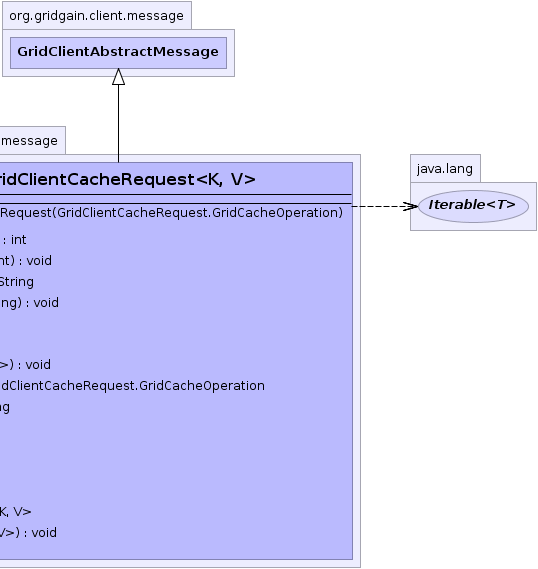 org.gridgain.client.message
GridClientAbstractMessage
message
ridClientCacheRequest<K, V>
Request(GridClientCacheRequest.GridCacheOperation)
: int
nt) : void
String
ng) : void
>) : void
dClientCacheRequest.GridCacheOperation
ng
K, V>
V>) : void
java.lang
Iterable<T>